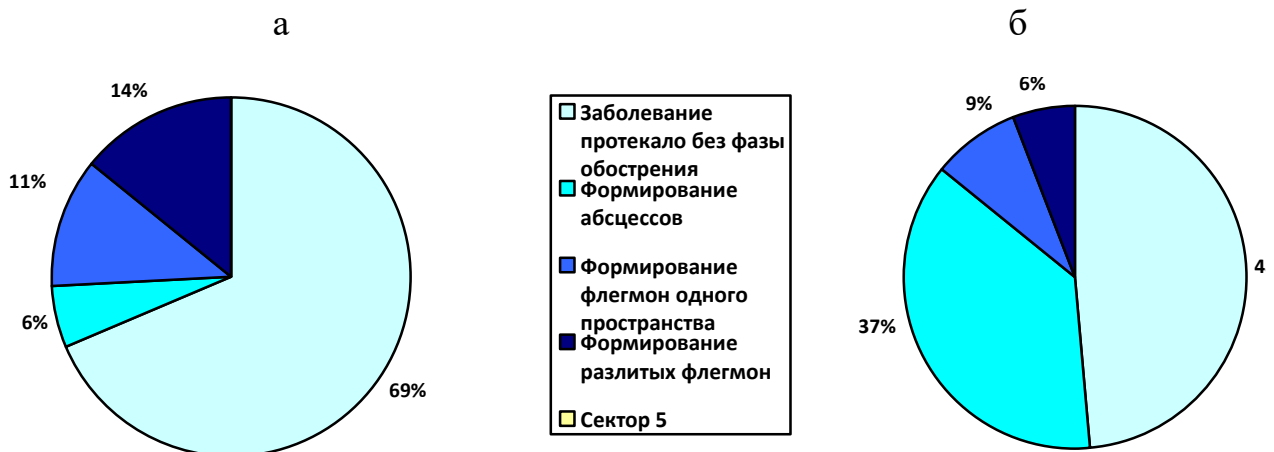 а
б
14%
11%
6%
69%
Заболевание
протекало без фазы
обострения
Формирование
абсцессов
Формирование
флегмон одного
пространства
Формирование
разлитых флегмон
Сектор 5
6%
9%
37%
4